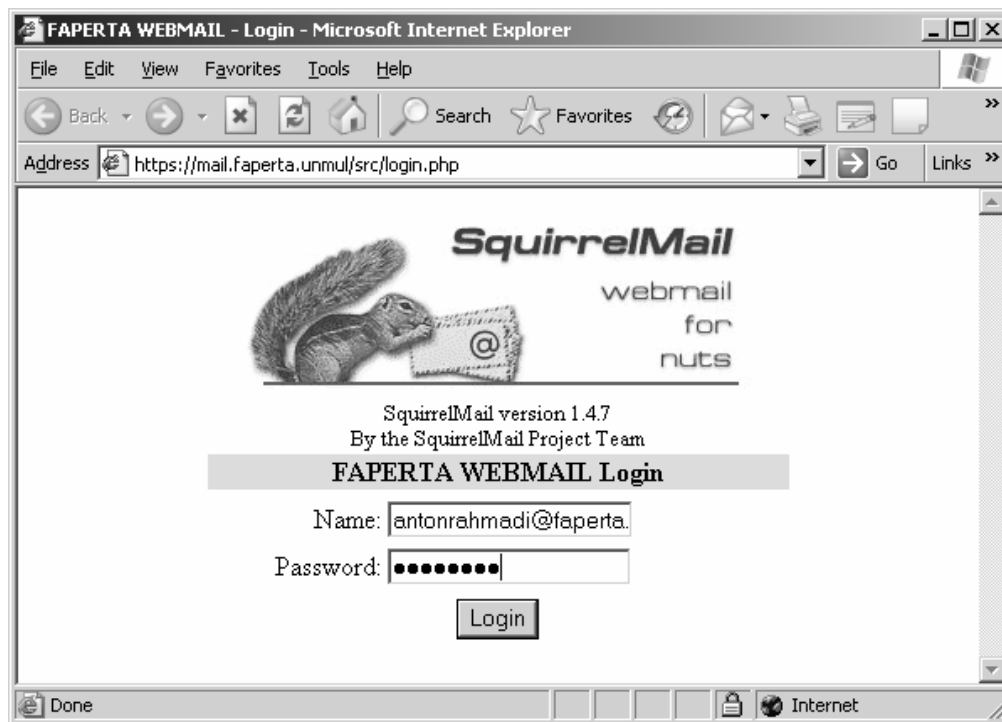 FAPERTA WEBMAIL - Login - Microsoft Internet Explorer
File Edit View Favorites Tools Help
Back Search Favorites
Address https://mail.faperta.unmul/src/login.php Go Links
SquirrelMail
webmail
for
nuts
@
SquirrelMail version 1.4.7
By the SquirrelMail Project Team
FAPERTA WEBMAIL Login
Name: antonrahmadi@faperta.
Password: ●●●●●●●●
Login
Done Internet